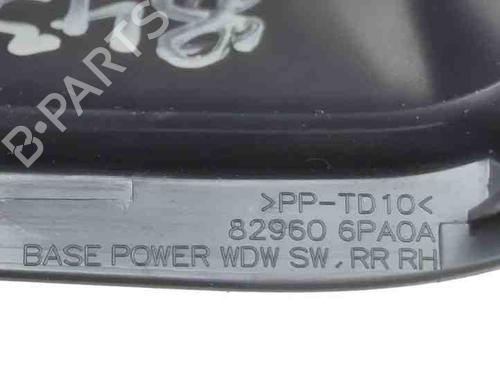 B-PARTS
>PP-TD10<
82960 6PA0A
BASE POWER WDW SW, RR RH